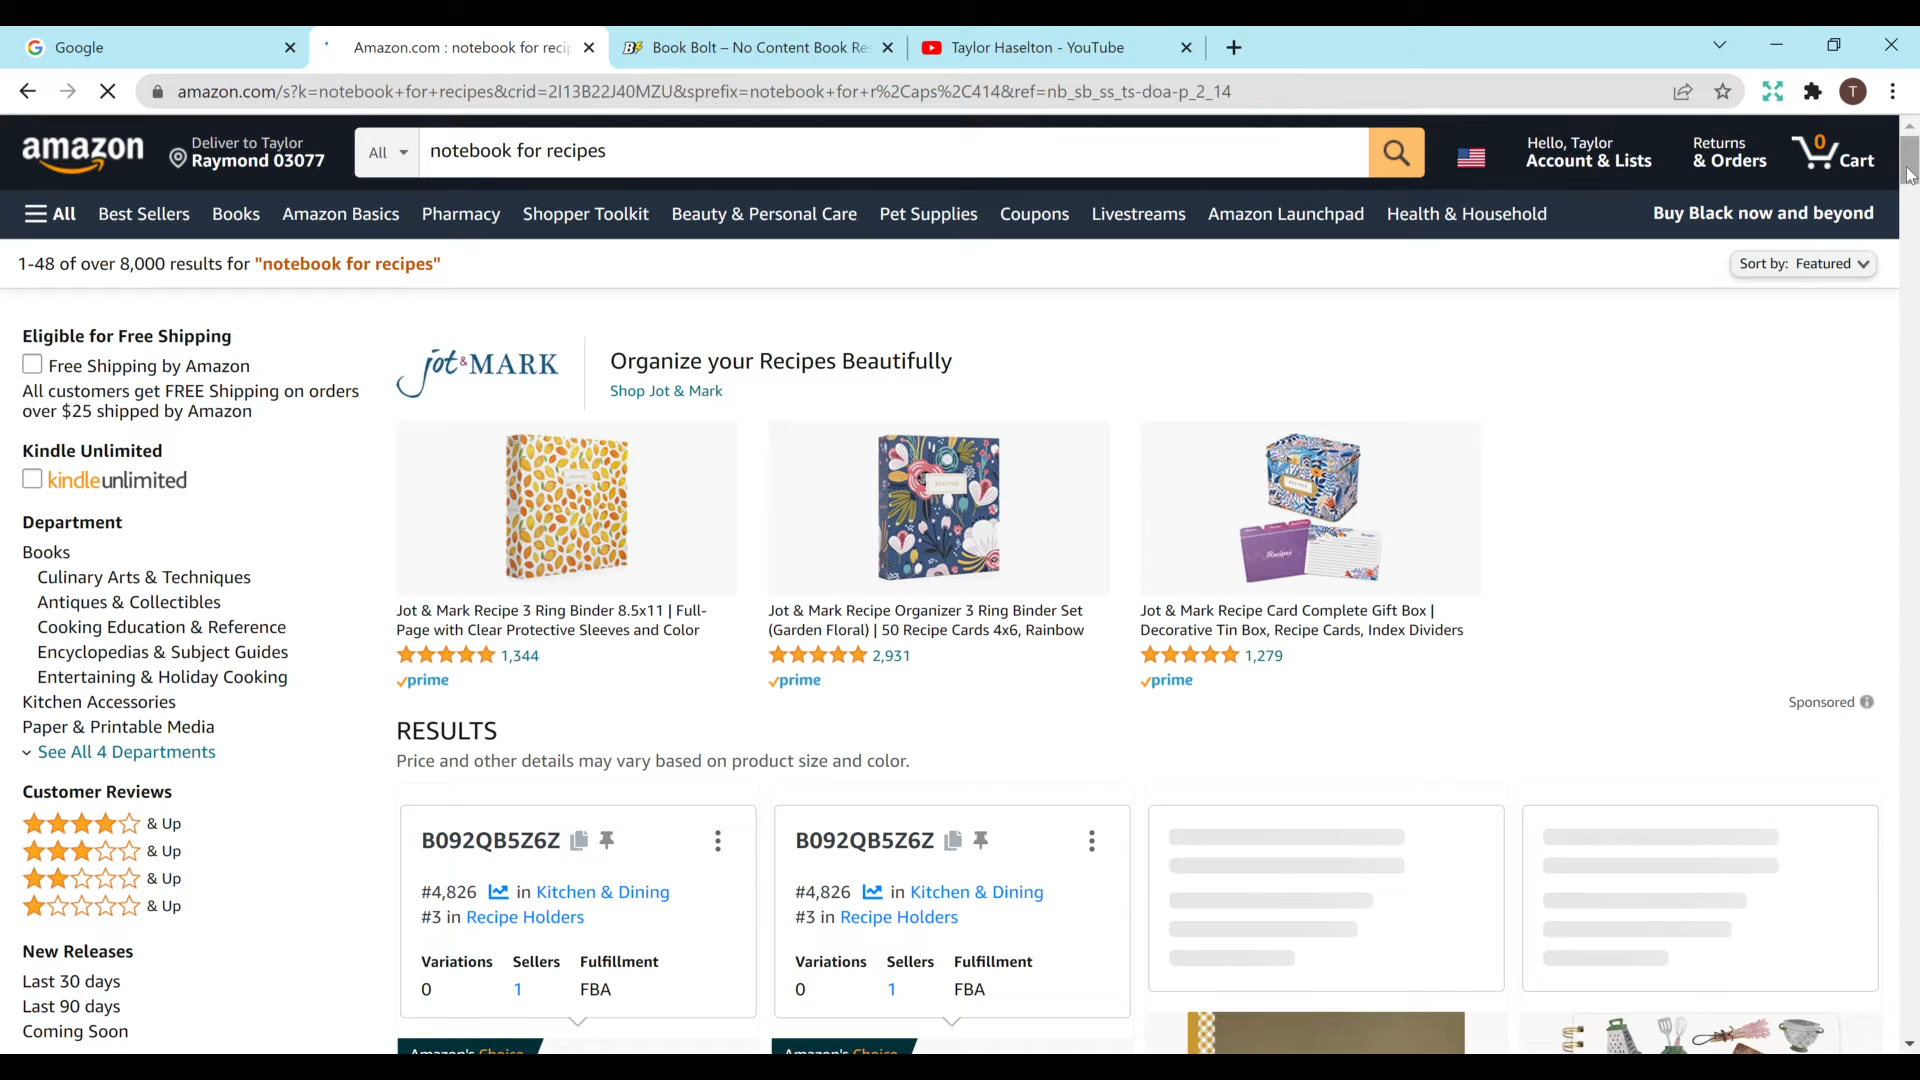 Google
Amazon.com : notebook for recip
Book Bolt – No Content Book Re
Taylor Haselton - YouTube
amazon.com/s?k=notebook+for+recipes&crid=2I13B22J40MZU&sprefix=notebook+for+r%2Caps%2C414&ref=nb_sb_ss_ts-doa-p_2_14
T
amazon
Deliver to Taylor
Raymond 03077
All
notebook for recipes
Hello, Taylor
Account & Lists
Returns
& Orders
0
Cart
All
Best Sellers
Books
Amazon Basics
Pharmacy
Shopper Toolkit
Beauty & Personal Care
Pet Supplies
Coupons
Livestreams
Amazon Launchpad
Health & Household
Buy Black now and beyond
1-48 of over 8,000 results for "notebook for recipes"
Sort by: Featured
Eligible for Free Shipping
Free Shipping by Amazon
All customers get FREE Shipping on orders
over $25 shipped by Amazon
Kindle Unlimited
kindleunlimited
Department
Books
Culinary Arts & Techniques
Antiques & Collectibles
Cooking Education & Reference
Encyclopedias & Subject Guides
Entertaining & Holiday Cooking
Kitchen Accessories
Paper & Printable Media
See All 4 Departments
Customer Reviews
& Up
& Up
& Up
& Up
New Releases
Last 30 days
Last 90 days
Coming Soon
jot & MARK
Organize your Recipes Beautifully
Shop Jot & Mark
RECIPES
Recipes
Jot & Mark Recipe 3 Ring Binder 8.5x11 | Full-
Page with Clear Protective Sleeves and Color
1,344
prime
Jot & Mark Recipe Organizer 3 Ring Binder Set
(Garden Floral) | 50 Recipe Cards 4x6, Rainbow
2,931
prime
Jot & Mark Recipe Card Complete Gift Box |
Decorative Tin Box, Recipe Cards, Index Dividers
1,279
prime
Sponsored
RESULTS
Price and other details may vary based on product size and color.
B092QB5Z6Z
#4,826 in Kitchen & Dining
#3 in Recipe Holders
Variations Sellers Fulfillment
0 1 FBA
Amazon's Choice
B092QB5Z6Z
#4,826 in Kitchen & Dining
#3 in Recipe Holders
Variations Sellers Fulfillment
0 1 FBA
Amazon's Choice